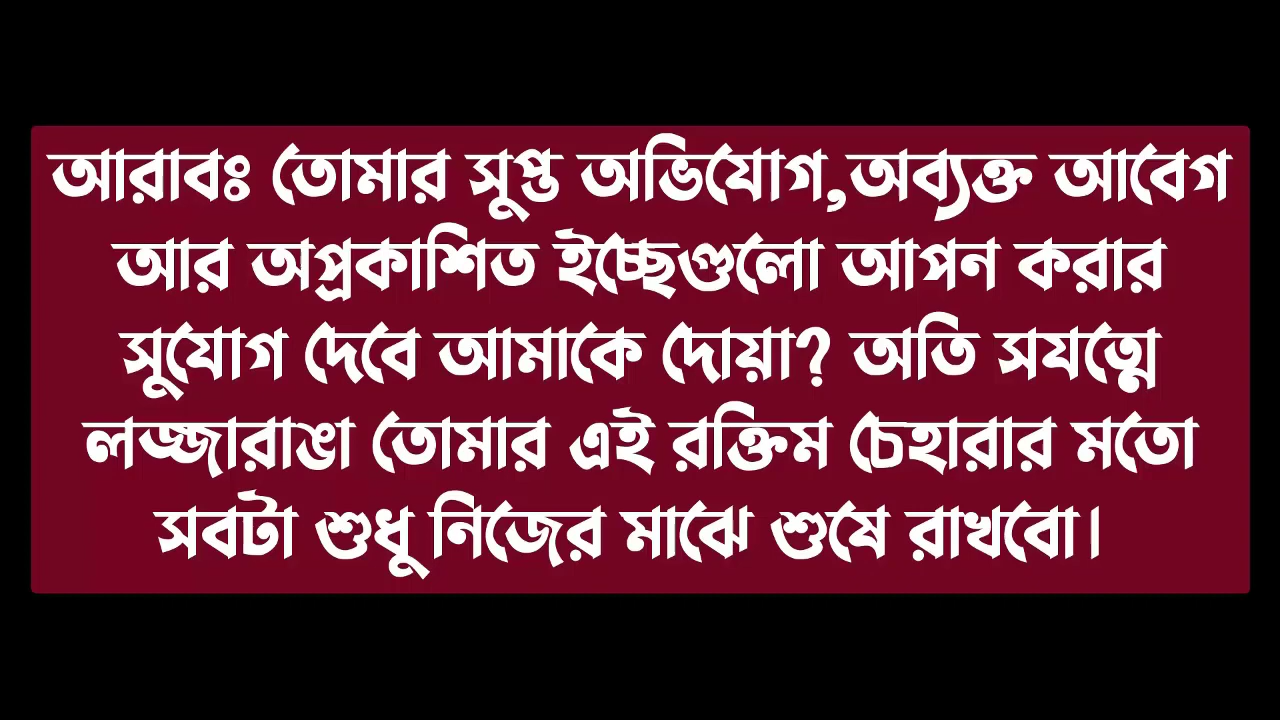 আরাবঃ তোমার সুপ্ত অভিযোগ,অব্যক্ত আবেগ
আর অপ্রকাশিত ইচ্ছেগুলো আপন করার
সুযোগ দেবে আমাকে দোয়া? অতি সযত্মে
লজ্জারাঙা তোমার এই রক্তিম চেহারার মতো
সবটা শুধু নিজের মাঝে শুষে রাখবো।